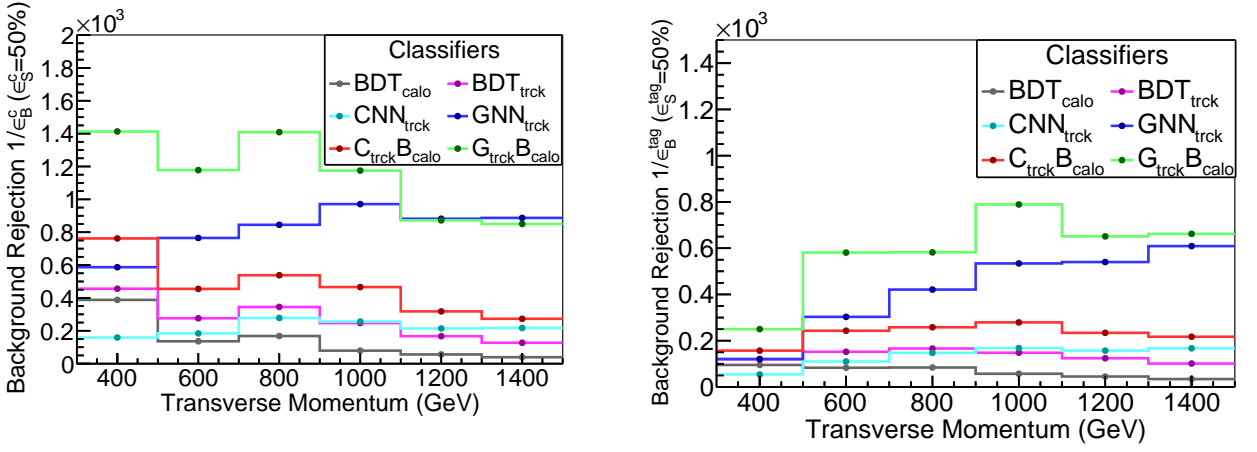 ×10³
Background Rejection 1/ε_B^c (ε_S^c=50%)
2
1.8
1.6
1.4
1.2
1
0.8
0.6
0.4
0.2
0
Classifiers
BDT_calo BDT_trck
CNN_trck GNN_trck
C_trck B_calo G_trck B_calo
400 600 800 1000 1200 1400
Transverse Momentum (GeV)
×10³
Background Rejection 1/ε_B^tag (ε_S^tag=50%)
1.4
1.2
1
0.8
0.6
0.4
0.2
0
Classifiers
BDT_calo BDT_trck
CNN_trck GNN_trck
C_trck B_calo G_trck B_calo
400 600 800 1000 1200 1400
Transverse Momentum (GeV)